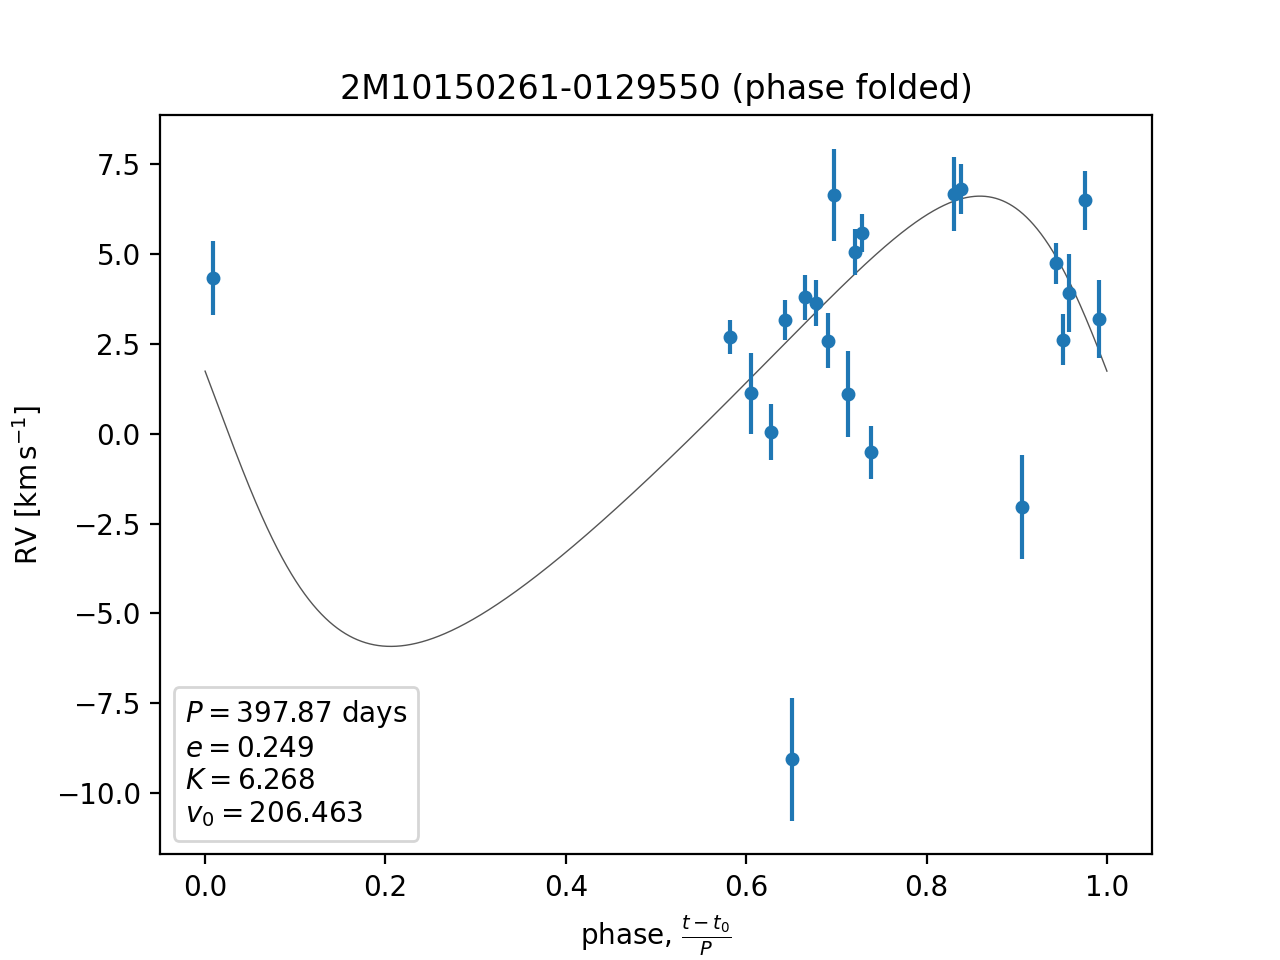 2M10150261-0129550 (phase folded)
7.5
5.0
2.5
0.0
−2.5
−5.0
−7.5
−10.0
RV [km s⁻¹]
P = 397.87 days
e = 0.249
K = 6.268
v₀ = 206.463
0.0 0.2 0.4 0.6 0.8 1.0
phase, (t − t₀)/P